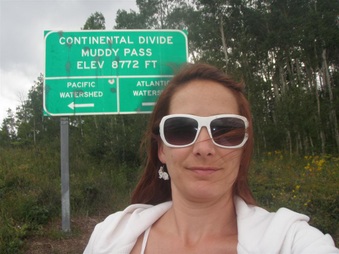 CONTINENTAL DIVIDE
MUDDY PASS
ELEV 8772 FT
PACIFIC
WATERSHED
ATLANTIC
WATERSHED